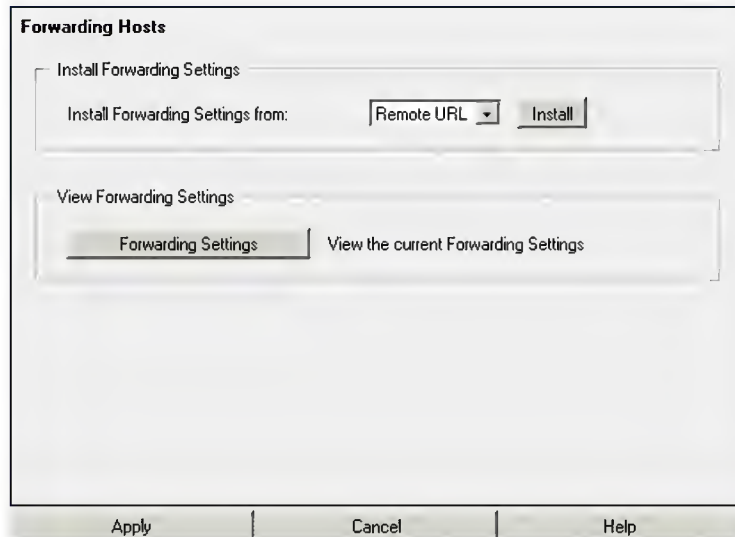 Forwarding Hosts
Install Forwarding Settings
Install Forwarding Settings from: Remote URL Install
View Forwarding Settings
Forwarding Settings View the current Forwarding Settings
Apply Cancel Help